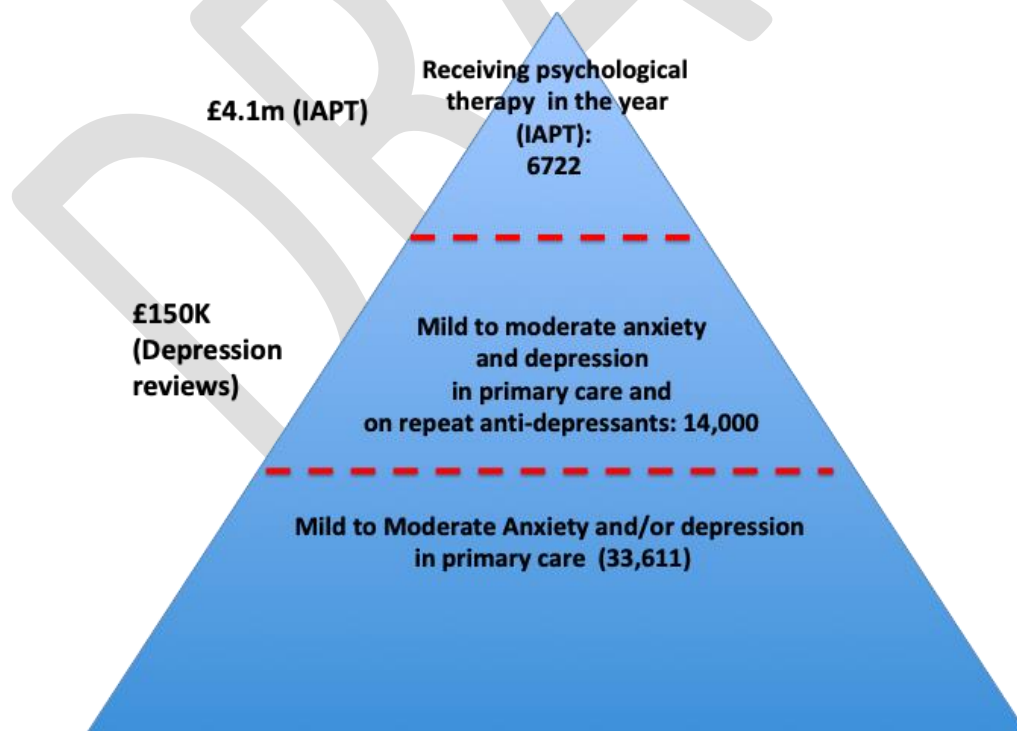 Receiving psychological
therapy in the year
(IAPT):
6722
£4.1m (IAPT)
£150K
(Depression
reviews)
Mild to moderate anxiety
and depression
in primary care and
on repeat anti-depressants: 14,000
Mild to Moderate Anxiety and/or depression
in primary care (33,611)